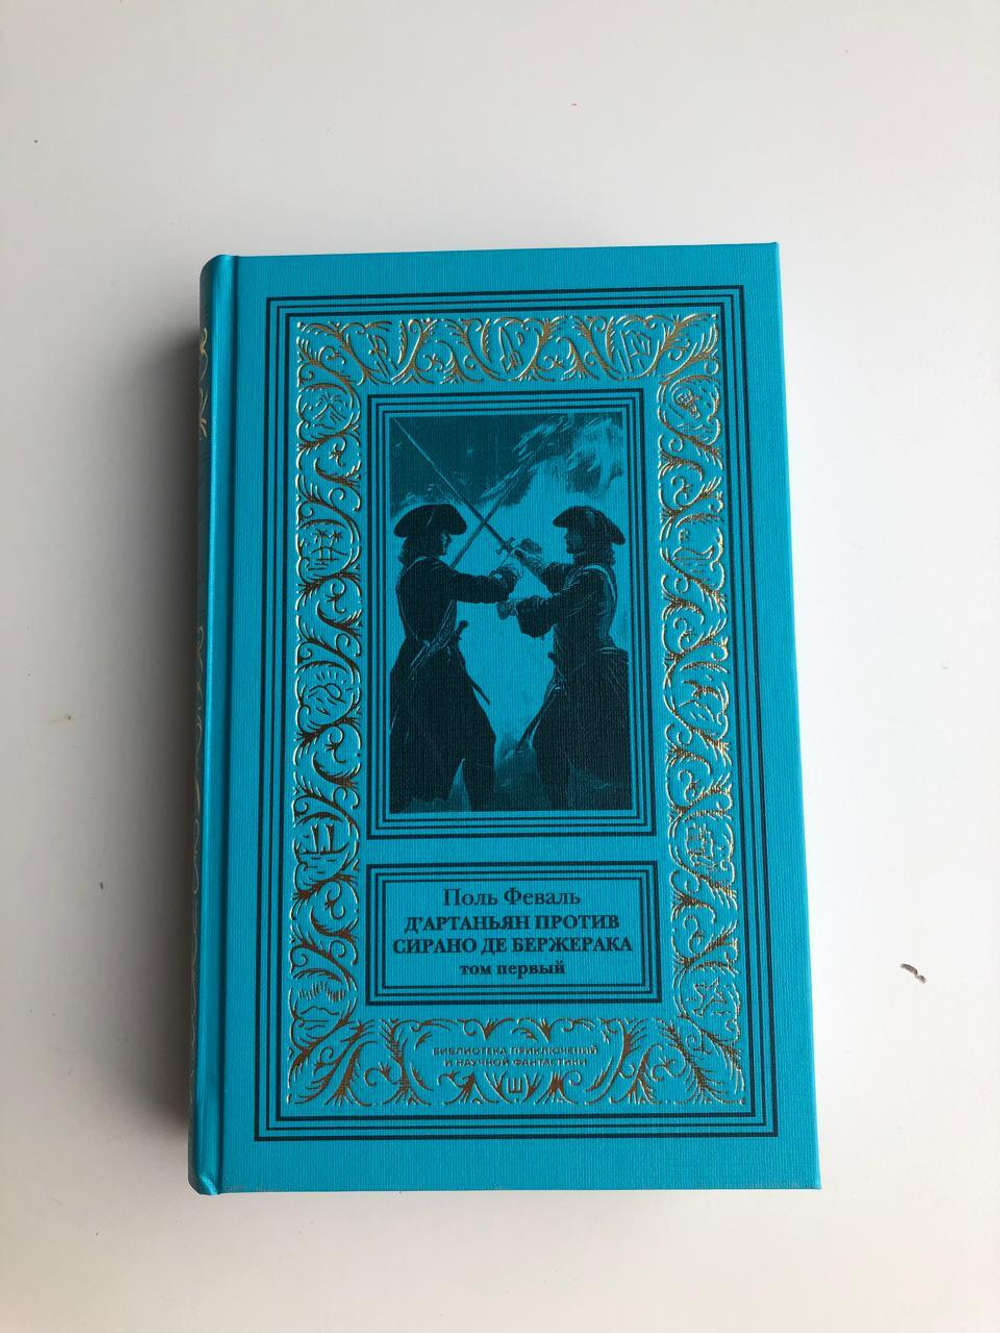 Поль Феваль
Д’АРТАНЬЯН ПРОТИВ
СИРАНО ДЕ БЕРЖЕРАКА
том первый
БИБЛИОТЕКА ПРИКЛЮЧЕНИЙ
И НАУЧНОЙ ФАНТАСТИКИ
Ш